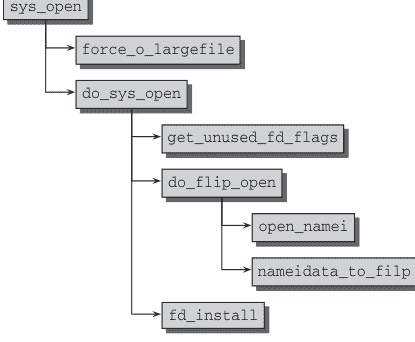 sys_open
force_o_largefile
do_sys_open
get_unused_fd_flags
do_flip_open
open_namei
nameidata_to_filp
fd_install